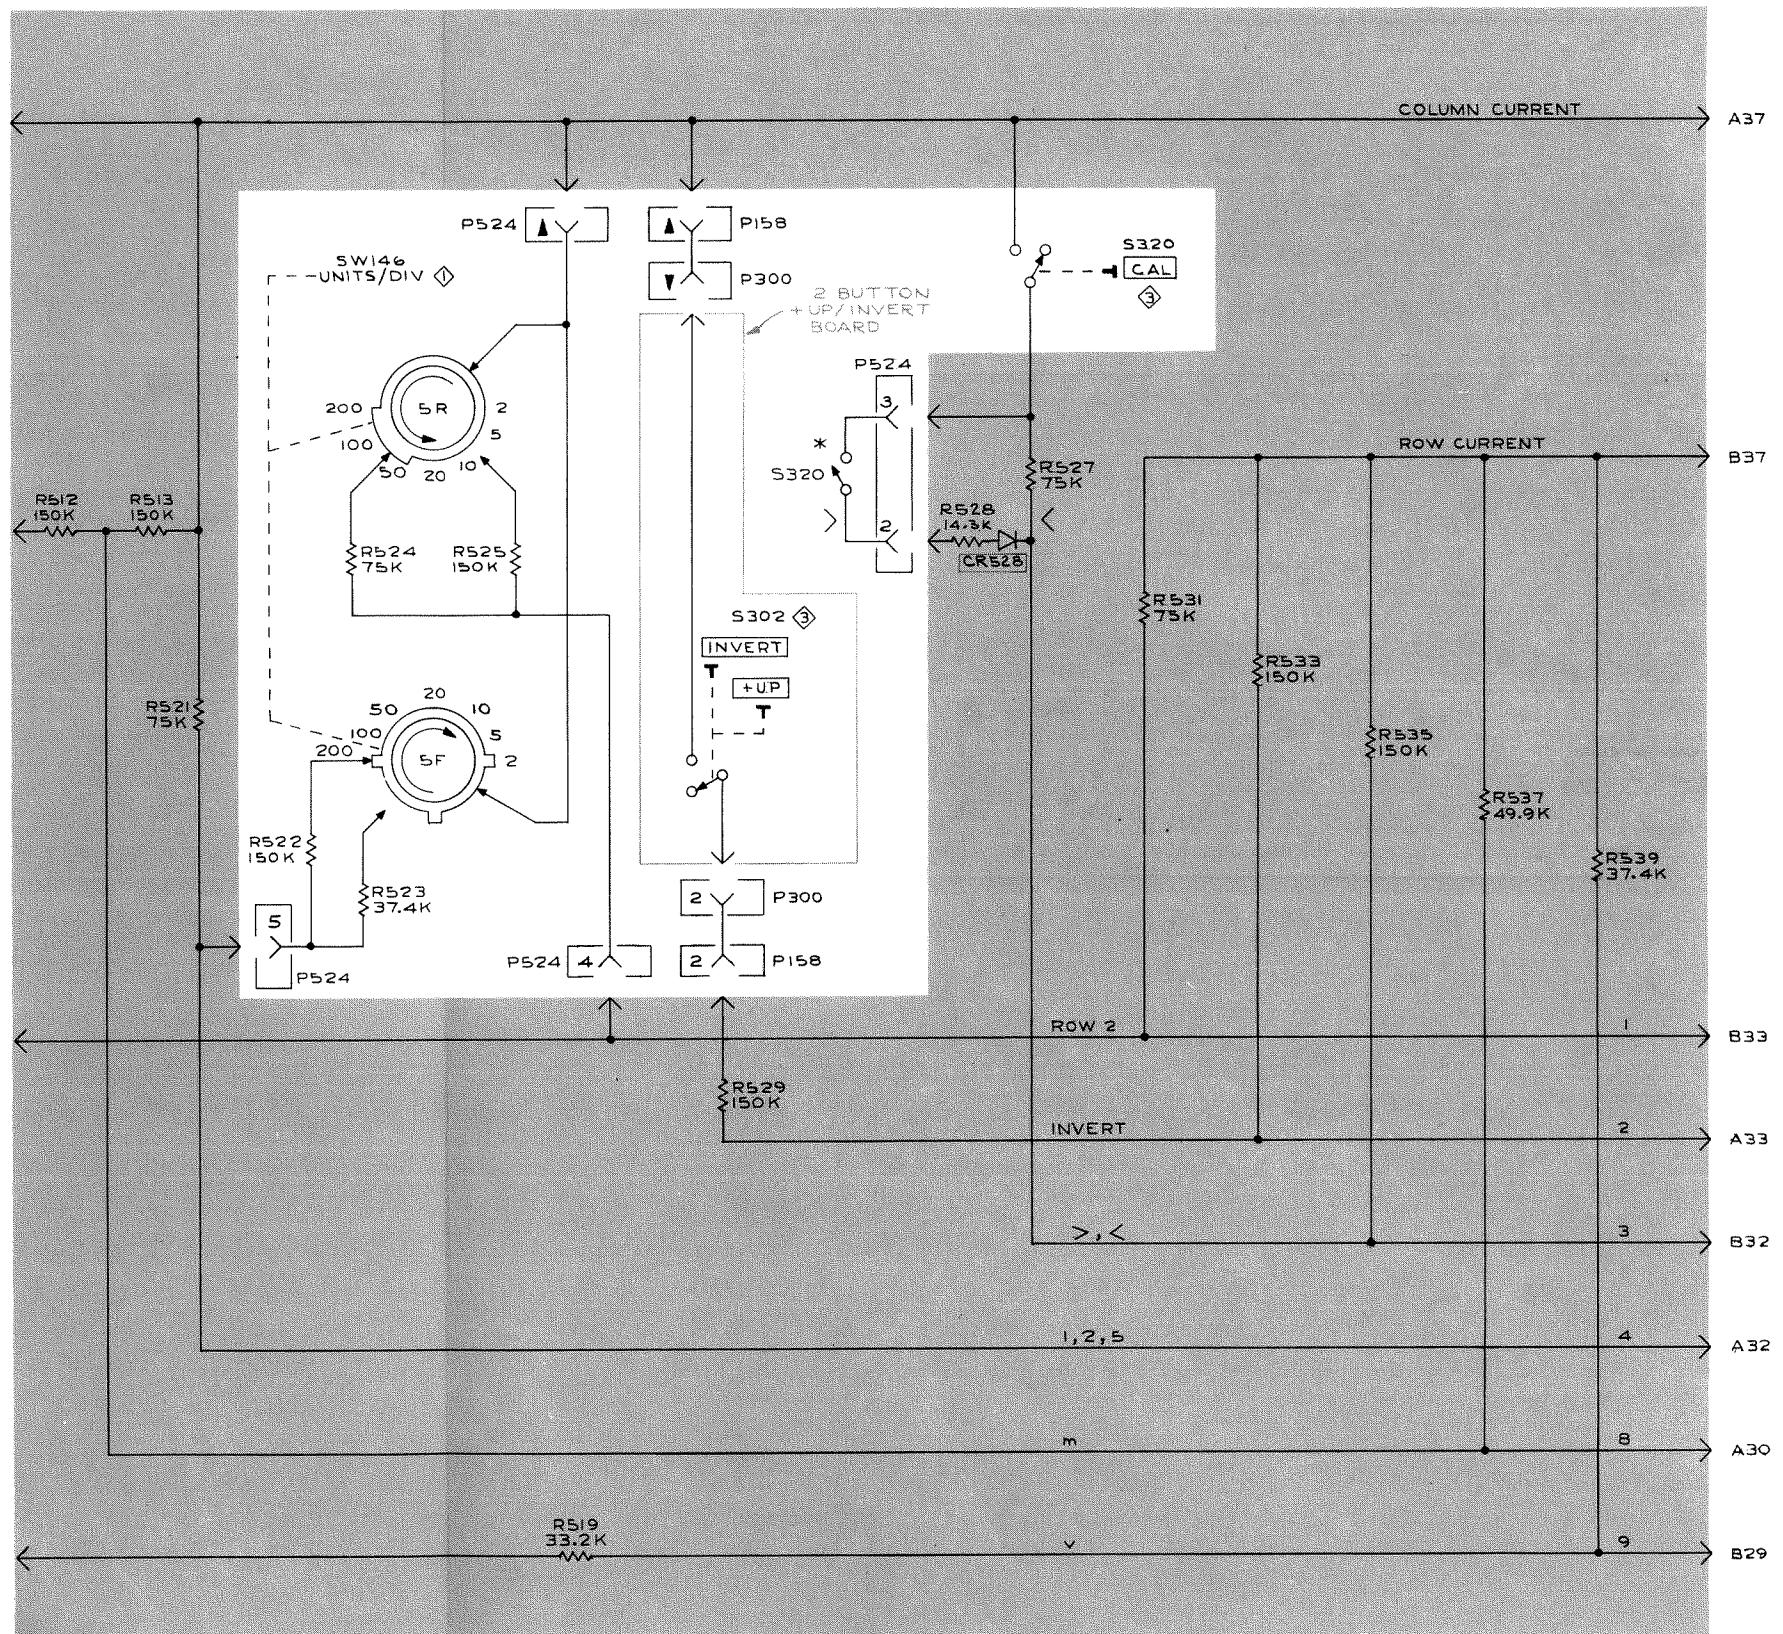 COLUMN CURRENT
A37
P524
P158
SW146
UNITS/DIV 1
P300
S320
CAL
3
2 BUTTON
+UP/INVERT
BOARD
P524
3
200
5R
2
5
100
50
20
10
*
S320
ROW CURRENT
B37
R527
75K
R512
150K
R513
150K
R528
14.3K
>
2
<
CR528
R524
75K
R525
150K
R531
75K
S302 3
INVERT
+UP
R533
150K
R521
75K
20
50
10
100
5
200
5F
2
R535
150K
R537
49.9K
R522
150K
R539
37.4K
R523
37.4K
2
P300
5
P524
P524
4
2
P158
ROW 2
1
B33
R529
150K
INVERT
2
A33
>,<
3
B32
1,2,5
4
A32
m
8
A30
R519
33.2K
v
9
B29